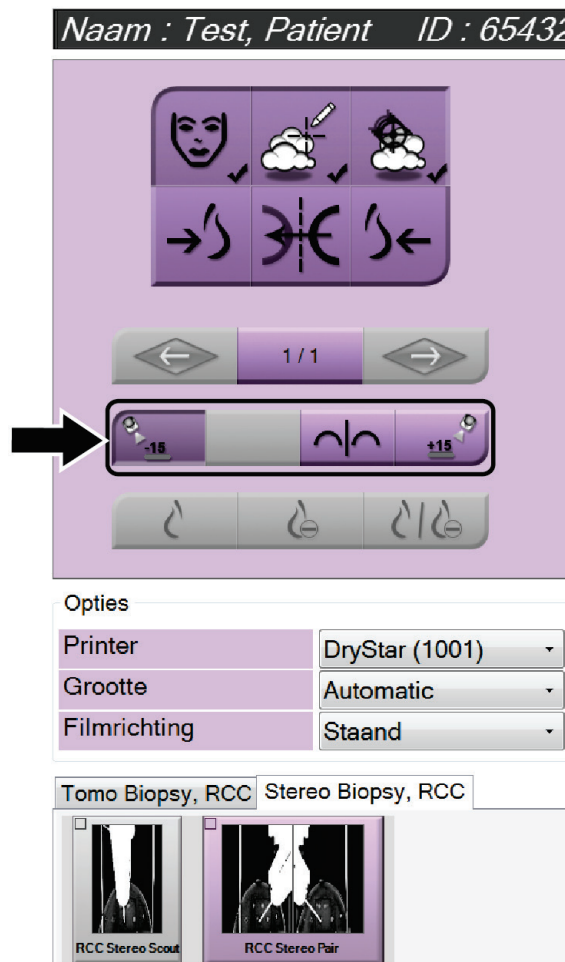 Naam : Test, Patient ID : 65432
1 / 1
-15 +15
Opties
Printer DryStar (1001)
Grootte Automatic
Filmrichting Staand
Tomo Biopsy, RCC Stereo Biopsy, RCC
RCC Stereo Scout RCC Stereo Pair